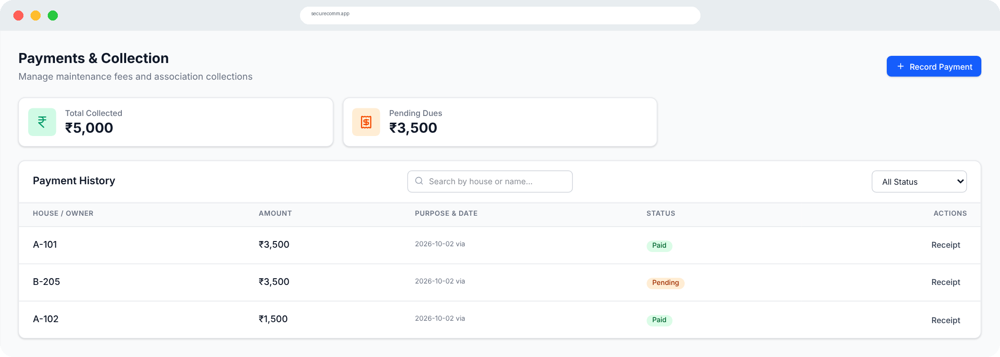 securecomm.app
Payments & Collection
Manage maintenance fees and association collections
+ Record Payment
Total Collected
₹5,000
Pending Dues
₹3,500
Payment History
Search by house or name...
All Status
HOUSE / OWNER AMOUNT PURPOSE & DATE STATUS ACTIONS
A-101 ₹3,500 2026-10-02 via Paid Receipt
B-205 ₹3,500 2026-10-02 via Pending Receipt
A-102 ₹1,500 2026-10-02 via Paid Receipt